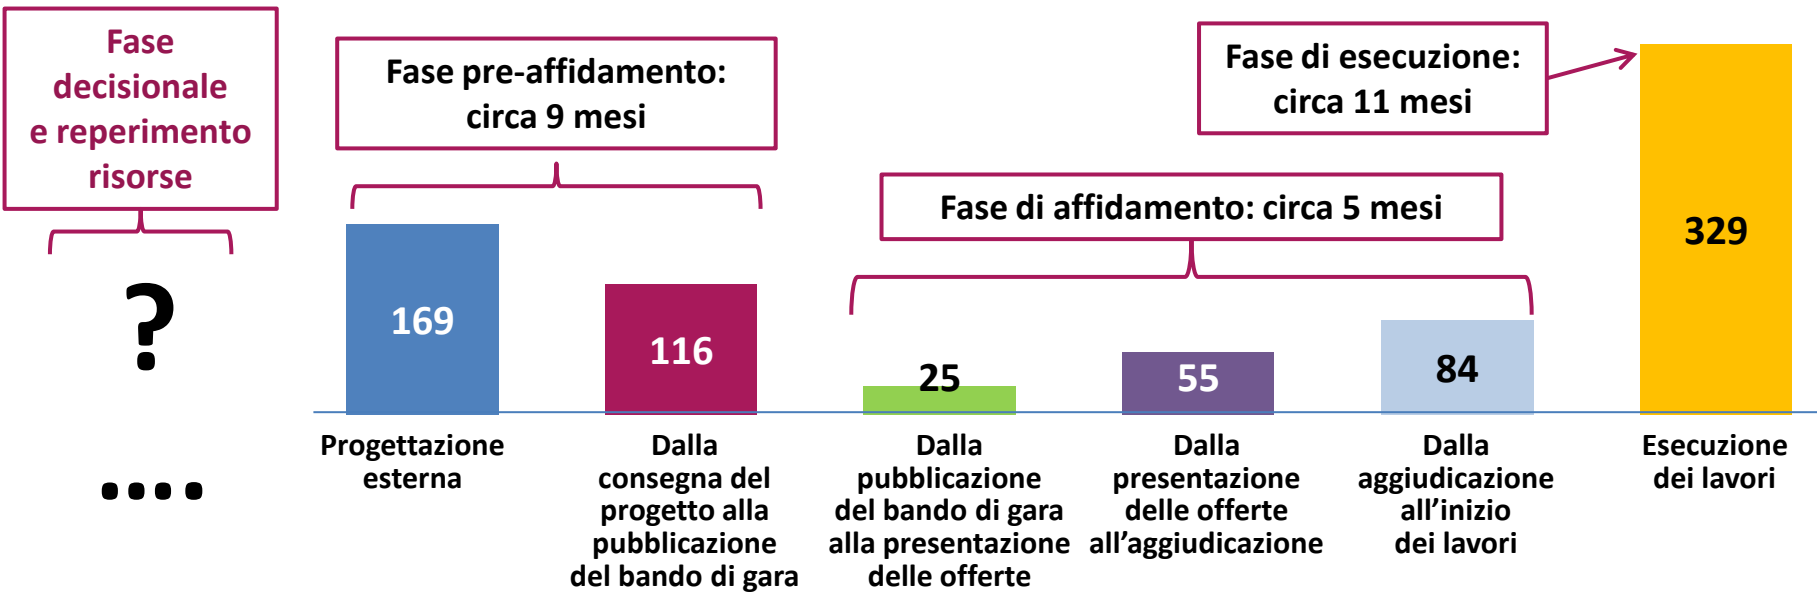 Fase
decisionale
e reperimento
risorse
?
....
Fase pre-affidamento:
circa 9 mesi
Fase di affidamento: circa 5 mesi
Fase di esecuzione:
circa 11 mesi
169
116
25
55
84
329
Progettazione
esterna
Dalla
consegna del
progetto alla
pubblicazione
del bando di gara
Dalla
pubblicazione
del bando di gara
alla presentazione
delle offerte
Dalla
presentazione
delle offerte
all’aggiudicazione
Dalla
aggiudicazione
all’inizio
dei lavori
Esecuzione
dei lavori